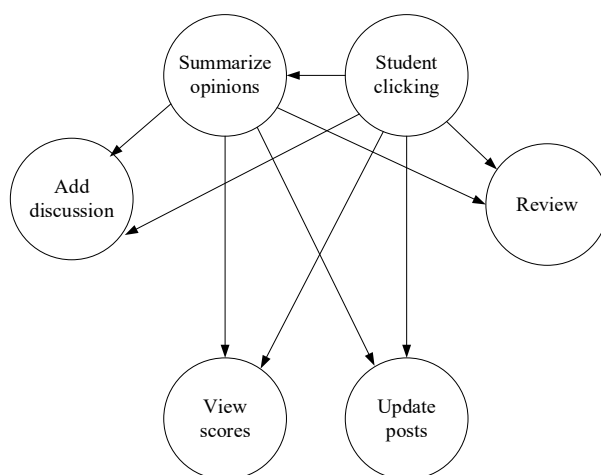 Summarize
opinions
Student
clicking
Add
discussion
Review
View
scores
Update
posts